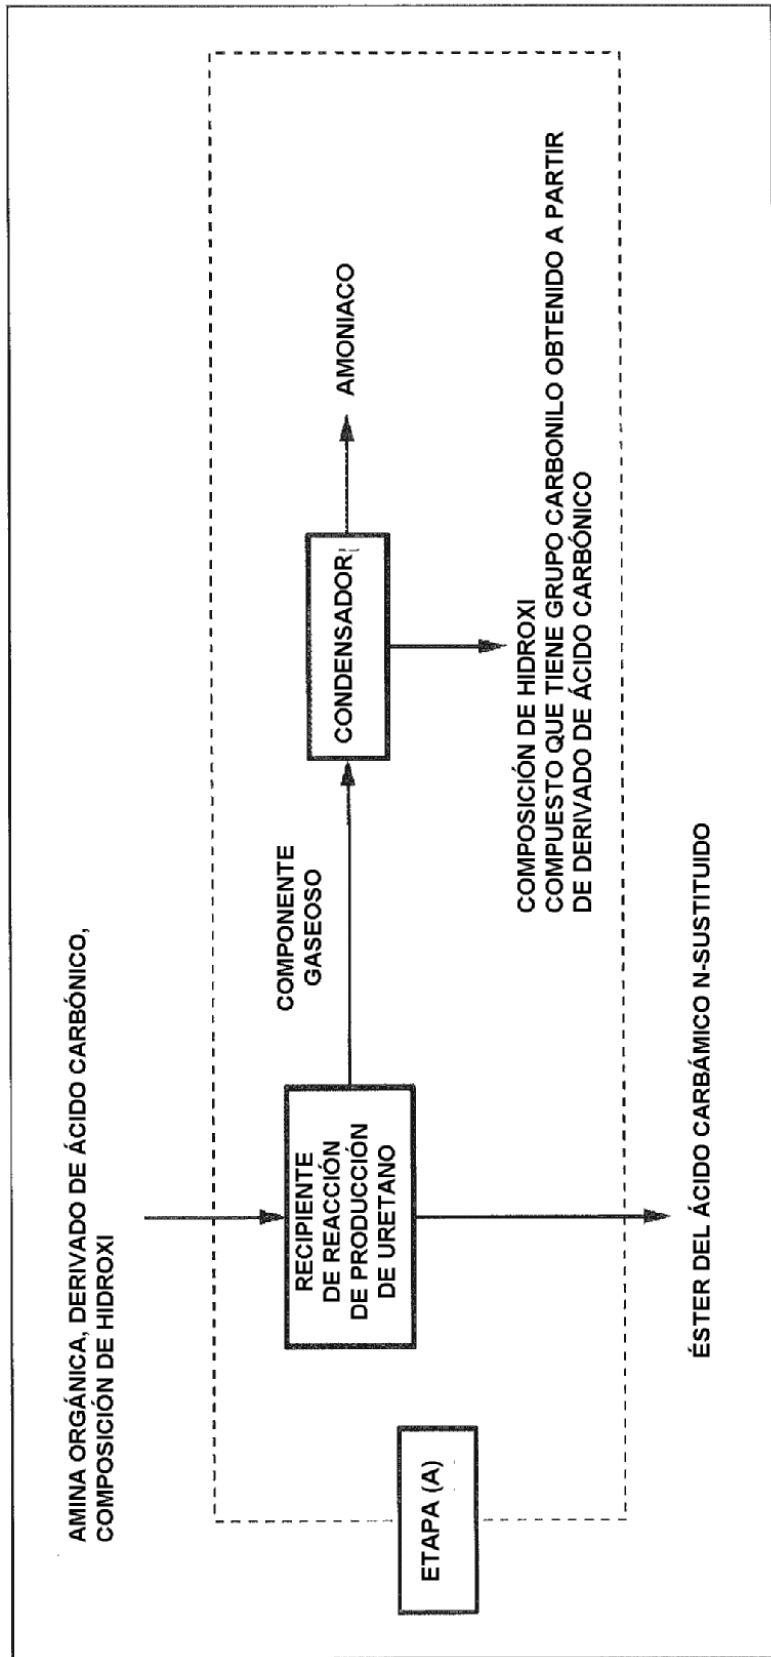 AMINA ORGÁNICA, DERIVADO DE ÁCIDO CARBÓNICO,
COMPOSICIÓN DE HIDROXI
ETAPA (A)
RECIPIENTE
DE REACCIÓN
DE PRODUCCIÓN
DE URETANO
COMPONENTE
GASEOSO
CONDENSADOR
AMONIACO
COMPOSICIÓN DE HIDROXI
COMPUESTO QUE TIENE GRUPO CARBONILO OBTENIDO A PARTIR
DE DERIVADO DE ÁCIDO CARBÓNICO
ÉSTER DEL ÁCIDO CARBÁMICO N-SUSTITUIDO